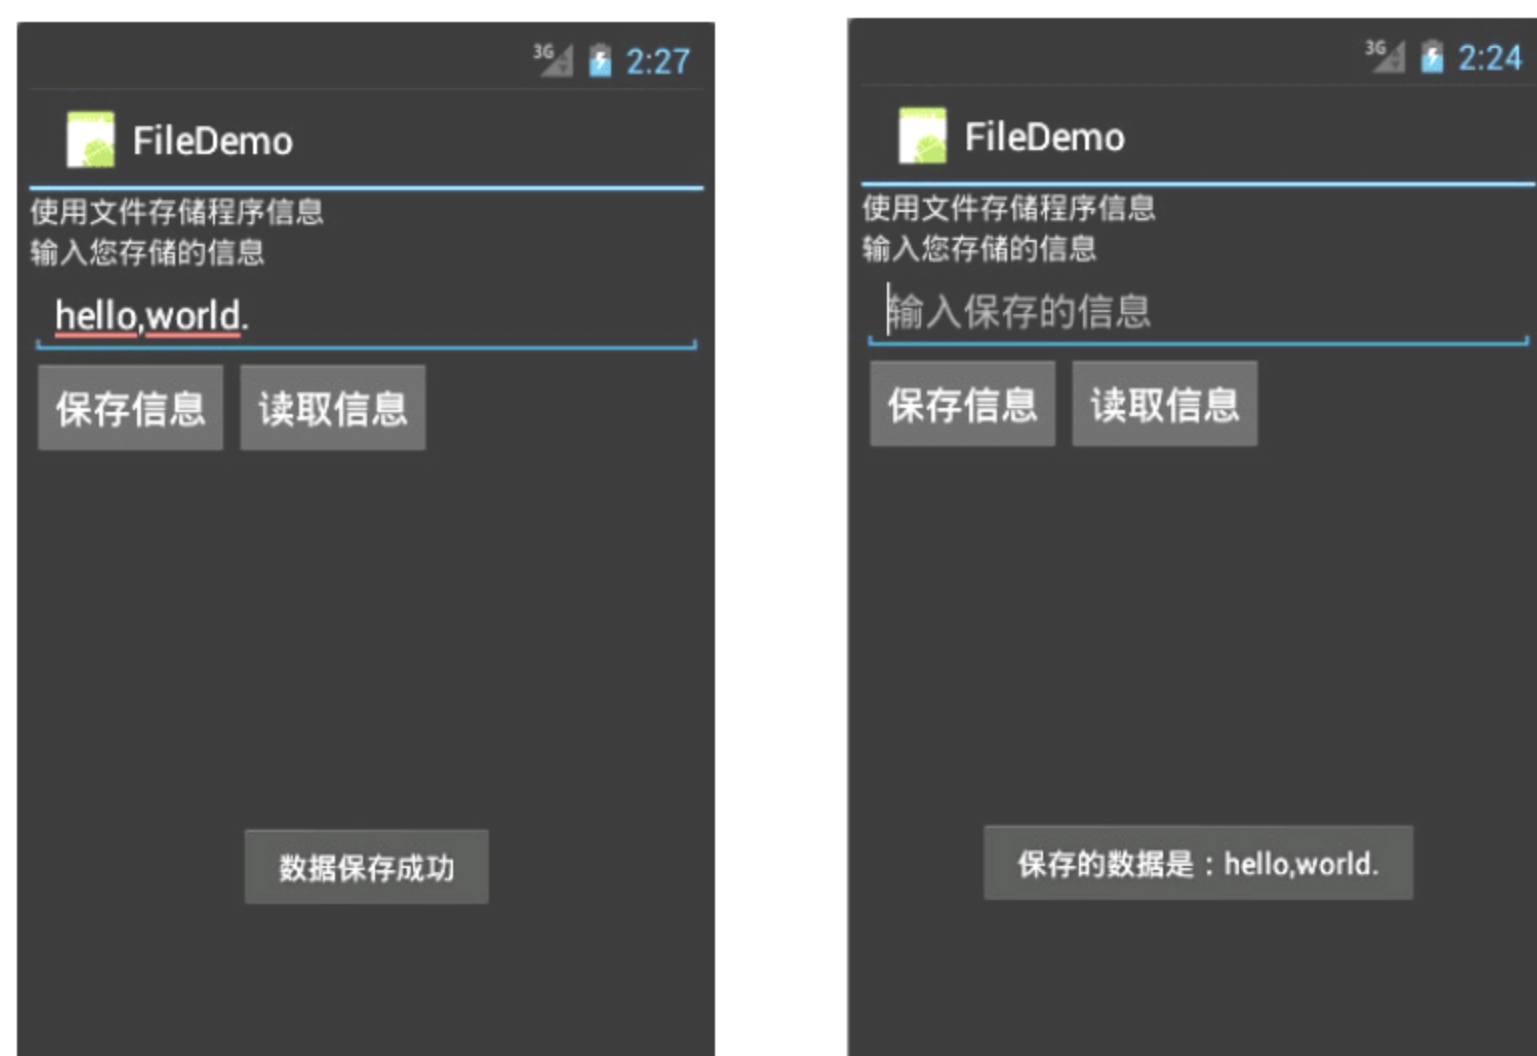 3G 2:27
FileDemo
使用文件存储程序信息
输入您存储的信息
hello,world.
保存信息 读取信息
数据保存成功
3G 2:24
FileDemo
使用文件存储程序信息
输入您存储的信息
输入保存的信息
保存信息 读取信息
保存的数据是：hello,world.